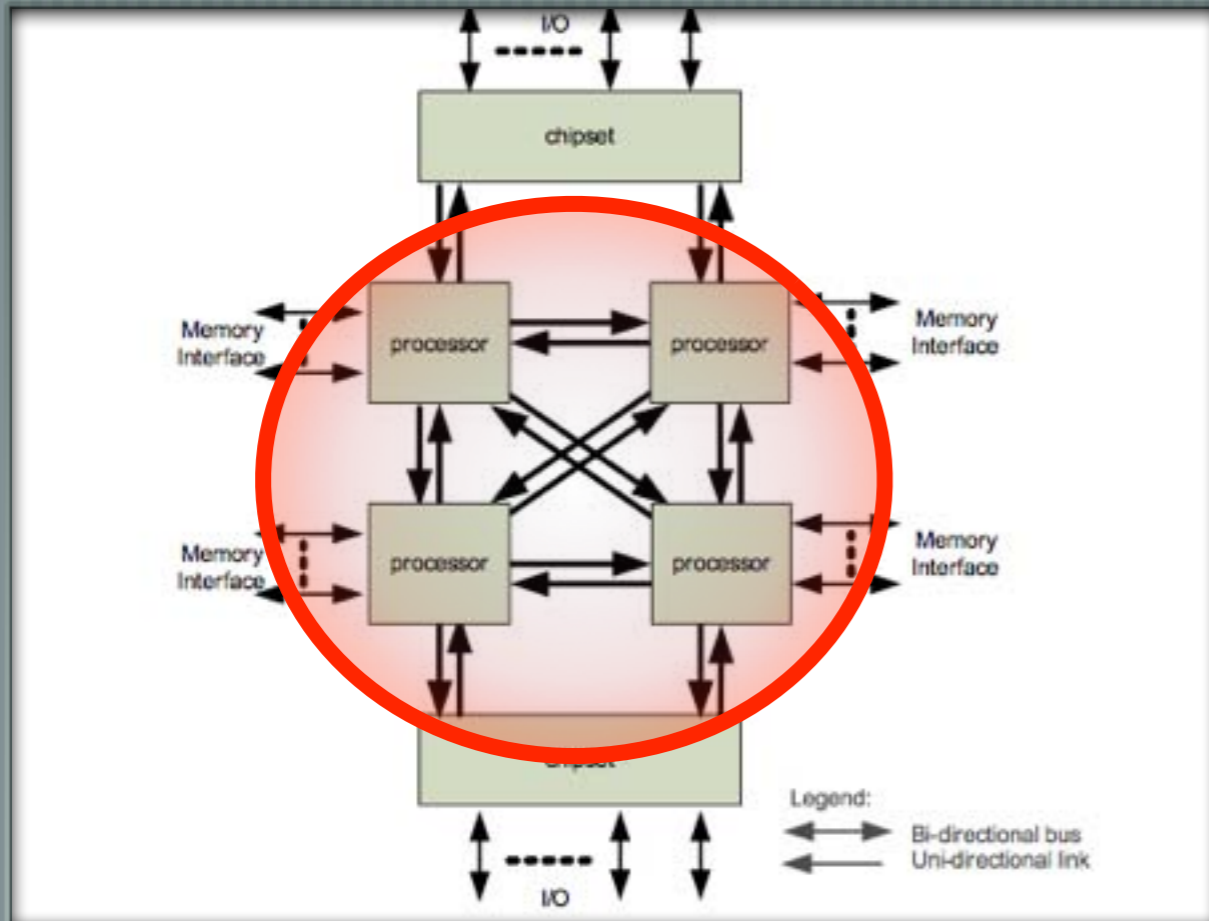 I/O
chipset
processor
processor
Memory
Interface
Memory
Interface
processor
processor
Memory
Interface
Memory
Interface
chipset
Legend:
Bi-directional bus
Uni-directional link
I/O